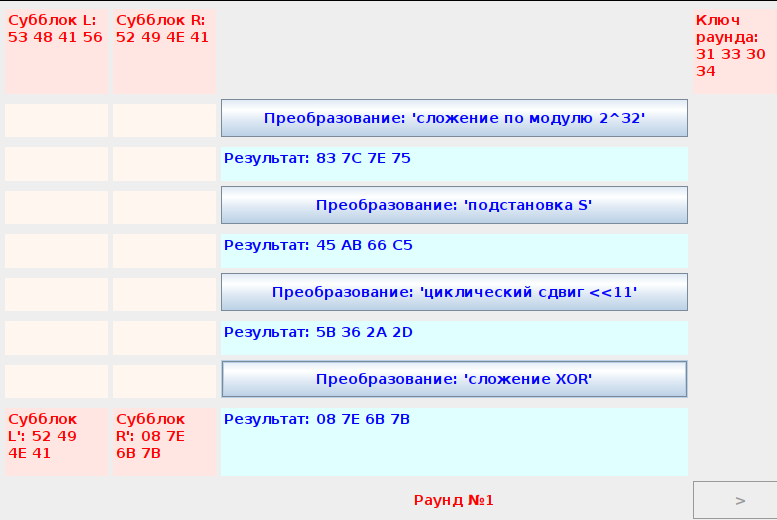 Субблок L:
53 48 41 56
Субблок R:
52 49 4E 41
Ключ
раунда:
31 33 30
34
Преобразование: 'сложение по модулю 2^32'
Результат: 83 7C 7E 75
Преобразование: 'подстановка S'
Результат: 45 AB 66 C5
Преобразование: 'циклический сдвиг <<11'
Результат: 5B 36 2A 2D
Преобразование: 'сложение XOR'
Субблок
L': 52 49
4E 41
Субблок
R': 08 7E
6B 7B
Результат: 08 7E 6B 7B
Раунд №1
>